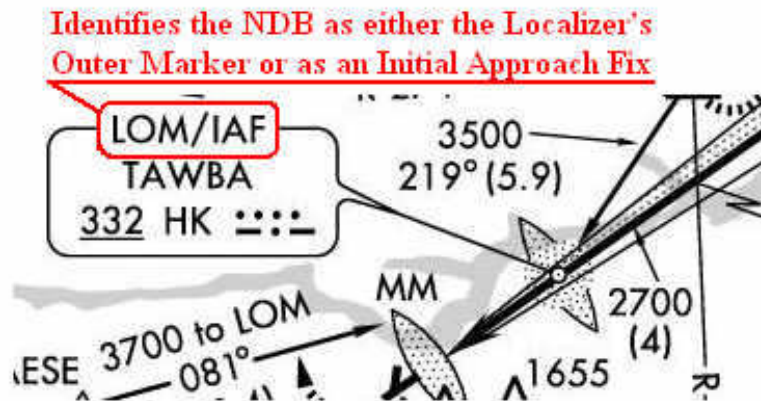 Identifies the NDB as either the Localizer's
Outer Marker or as an Initial Approach Fix
LOM/IAF
TAWBA
332 HK
3500
219° (5.9)
MM
2700
(4)
3700 to LOM
081°
1655
R-